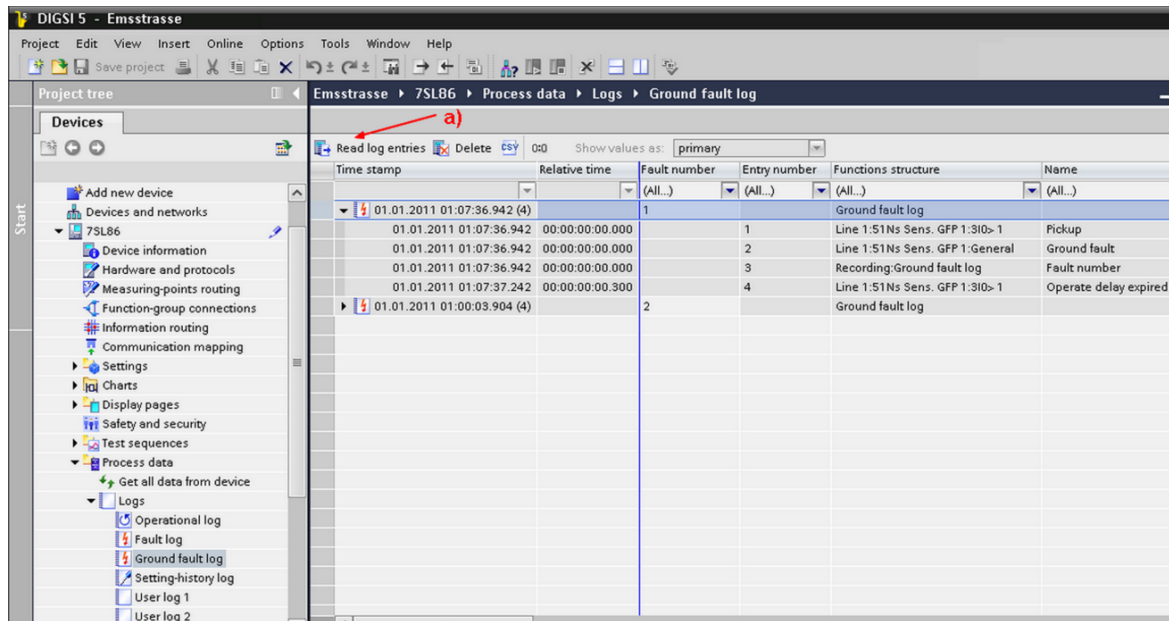 DIGSI 5 - Emsstrasse
Project Edit View Insert Online Options Tools Window Help
Save project
Project tree
Emsstrasse 7SL86 Process data Logs Ground fault log
Devices
a)
Read log entries Delete CSV 0:0 Show values as: primary
Start
Add new device
Devices and networks
7SL86
Device information
Hardware and protocols
Measuring-points routing
Function-group connections
Information routing
Communication mapping
Settings
Charts
Display pages
Safety and security
Test sequences
Process data
Get all data from device
Logs
Operational log
Fault log
Ground fault log
Setting-history log
User log 1
User log 2
Time stamp Relative time Fault number Entry number Functions structure Name
(All...) (All...) (All...) (All...)
01.01.2011 01:07:36.942 (4) 1 Ground fault log
01.01.2011 01:07:36.942 00:00:00:00.000 1 Line 1:51Ns Sens. GFP 1:3I0> 1 Pickup
01.01.2011 01:07:36.942 00:00:00:00.000 2 Line 1:51Ns Sens. GFP 1:General Ground fault
01.01.2011 01:07:36.942 00:00:00:00.000 3 Recording:Ground fault log Fault number
01.01.2011 01:07:37.242 00:00:00:00.300 4 Line 1:51Ns Sens. GFP 1:3I0> 1 Operate delay expired
01.01.2011 01:00:03.904 (4) 2 Ground fault log